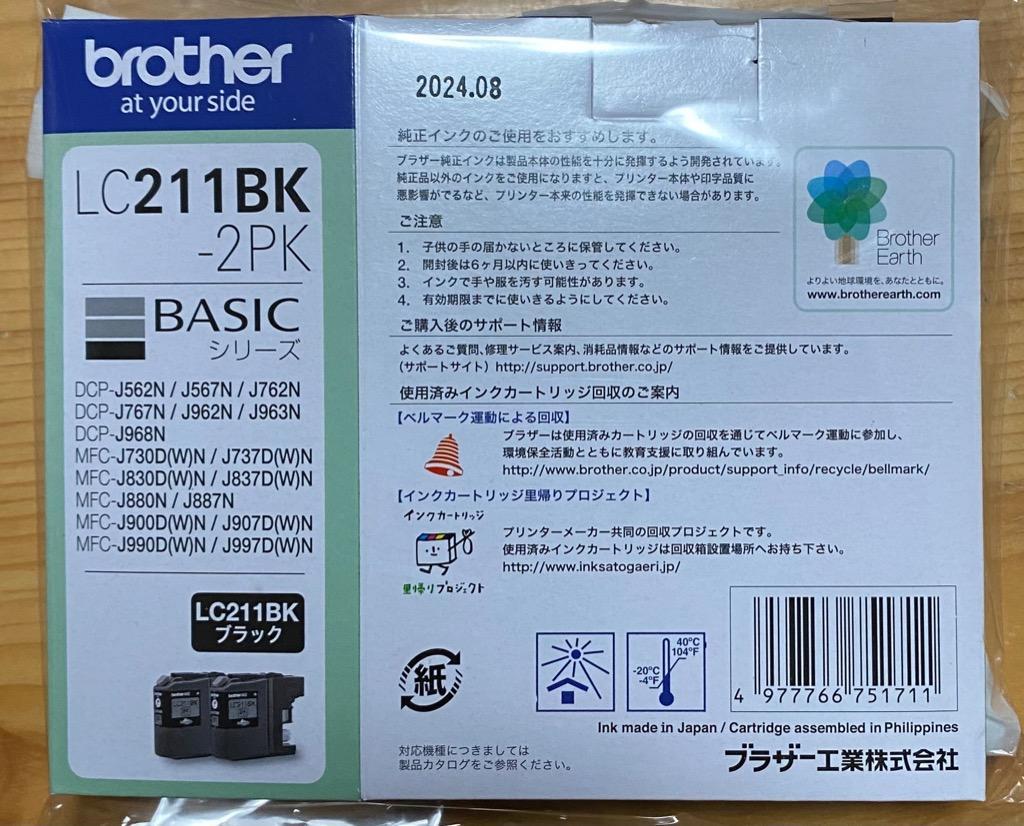 brother
at your side
LC211BK
-2PK
BASIC
シリーズ
DCP-J562N / J567N / J762N
DCP-J767N / J962N / J963N
DCP-J968N
MFC-J730D(W)N / J737D(W)N
MFC-J830D(W)N / J837D(W)N
MFC-J880N / J887N
MFC-J900D(W)N / J907D(W)N
MFC-J990D(W)N / J997D(W)N
LC211BK
ブラック
2024.08
純正インクのご使用をおすすめします。
ブラザー純正インクは製品本体の性能を十分に発揮するよう開発されています。
純正品以外のインクをご使用になりますと、プリンター本体や印字品質に
悪影響がでるなど、プリンター本来の性能を発揮できない場合があります。
ご注意
1. 子供の手の届かないところに保管してください。
2. 開封後は6ヶ月以内に使いきってください。
3. インクで手や服を汚す可能性があります。
4. 有効期限までに使いきるようにしてください。
Brother
Earth
よりよい地球環境を、あなたとともに。
www.brotherearth.com
ご購入後のサポート情報
よくあるご質問、修理サービス案内、消耗品情報などのサポート情報をご提供しています。
(サポートサイト) http://support.brother.co.jp/
使用済みインクカートリッジ回収のご案内
【ベルマーク運動による回収】
ブラザーは使用済みカートリッジの回収を通じてベルマーク運動に参加し、
環境保全活動とともに教育支援に取り組んでいます。
http://www.brother.co.jp/product/support_info/recycle/bellmark/
【インクカートリッジ里帰りプロジェクト】
インクカートリッジ
里帰りプロジェクト
プリンターメーカー共同の回収プロジェクトです。
使用済みインクカートリッジは回収箱設置場所へお持ち下さい。
http://www.inksatogaeri.jp/
紙
40°C
104°F
-20°C
-4°F
4 977766 751711
Ink made in Japan / Cartridge assembled in Philippines
対応機種につきましては
製品カタログをご参照ください。
ブラザー工業株式会社